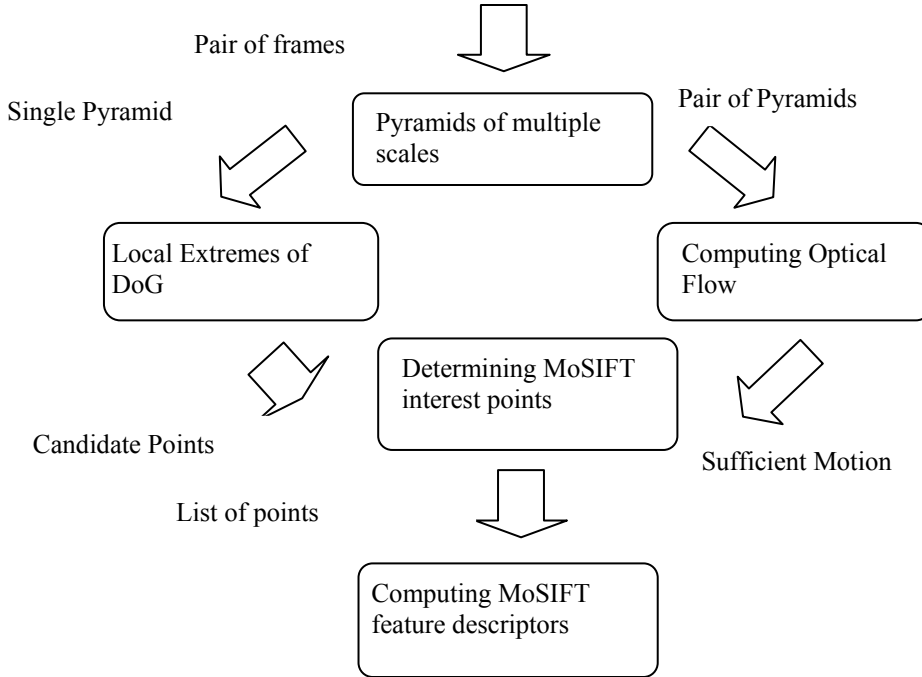 Pair of frames
Single Pyramid
Pair of Pyramids
Pyramids of multiple
scales
Local Extremes of
DoG
Computing Optical
Flow
Determining MoSIFT
interest points
Candidate Points
Sufficient Motion
List of points
Computing MoSIFT
feature descriptors